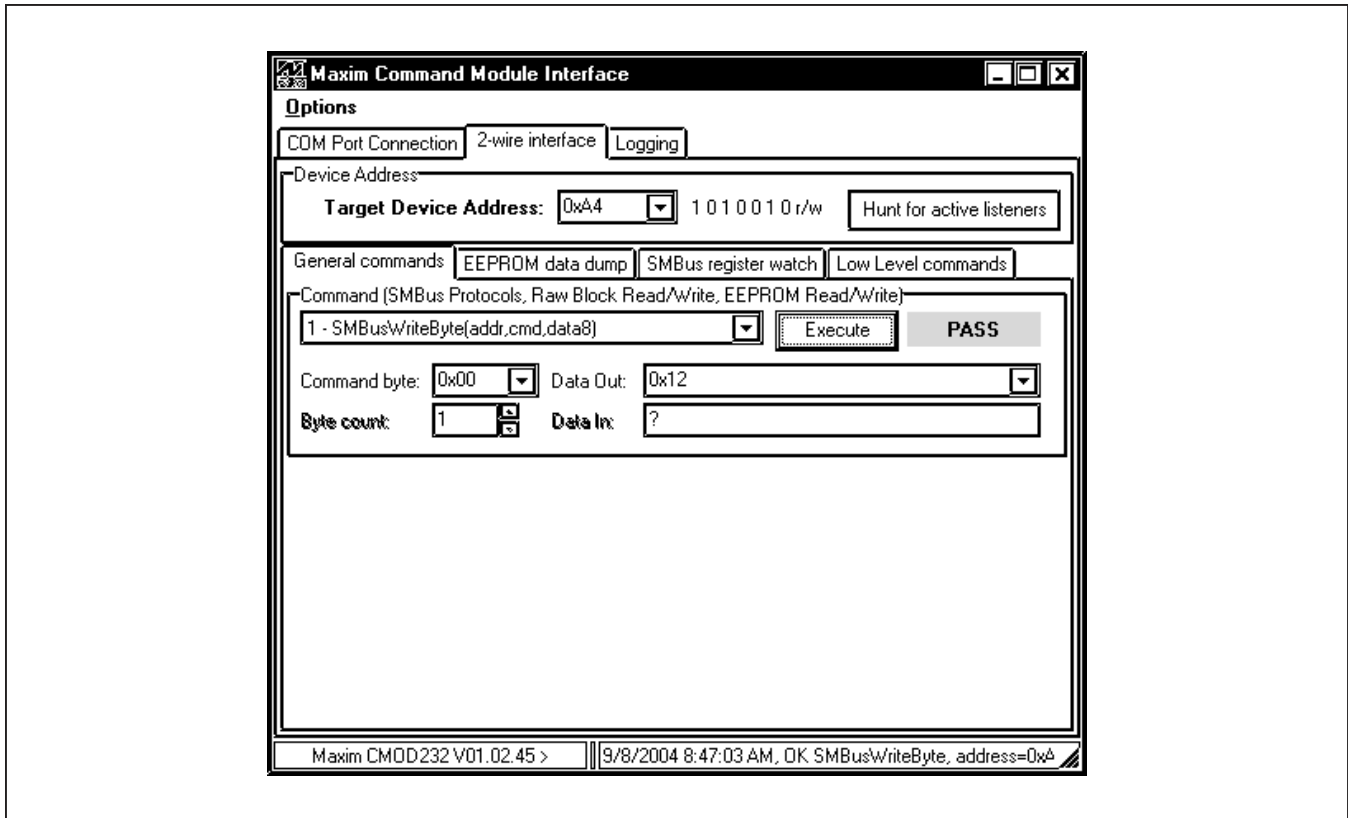 Maxim Command Module Interface
Options
COM Port Connection 2-wire interface Logging
Device Address
Target Device Address: 0xA4 1 0 1 0 0 1 0 r/w Hunt for active listeners
General commands EEPROM data dump SMBus register watch Low Level commands
Command (SMBus Protocols, Raw Block Read/Write, EEPROM Read/Write)
1 - SMBusWriteByte(addr,cmd,data8) Execute PASS
Command byte: 0x00 Data Out: 0x12
Byte count: 1 Data In: ?
Maxim CMOD232 V01.02.45 > 9/8/2004 8:47:03 AM, OK SMBusWriteByte, address=0xA